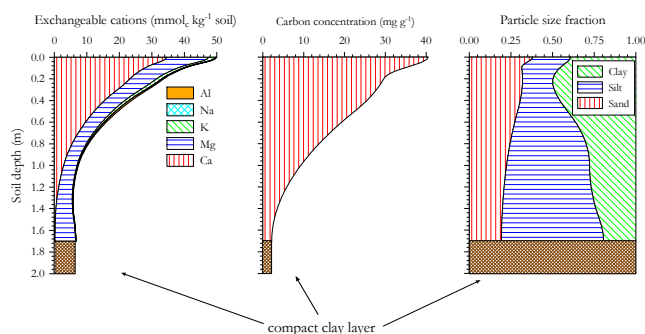 Exchangeable cations (mmolc kg-1 soil)
0 10 20 30 40 50
Carbon concentration (mg g-1)
0 10 20 30 40
Particle size fraction
0.00 0.25 0.50 0.75 1.00
Soil depth (m)
0.0
0.2
0.4
0.6
0.8
1.0
1.2
1.4
1.6
1.8
2.0
Al
Na
K
Mg
Ca
Clay
Silt
Sand
compact clay layer